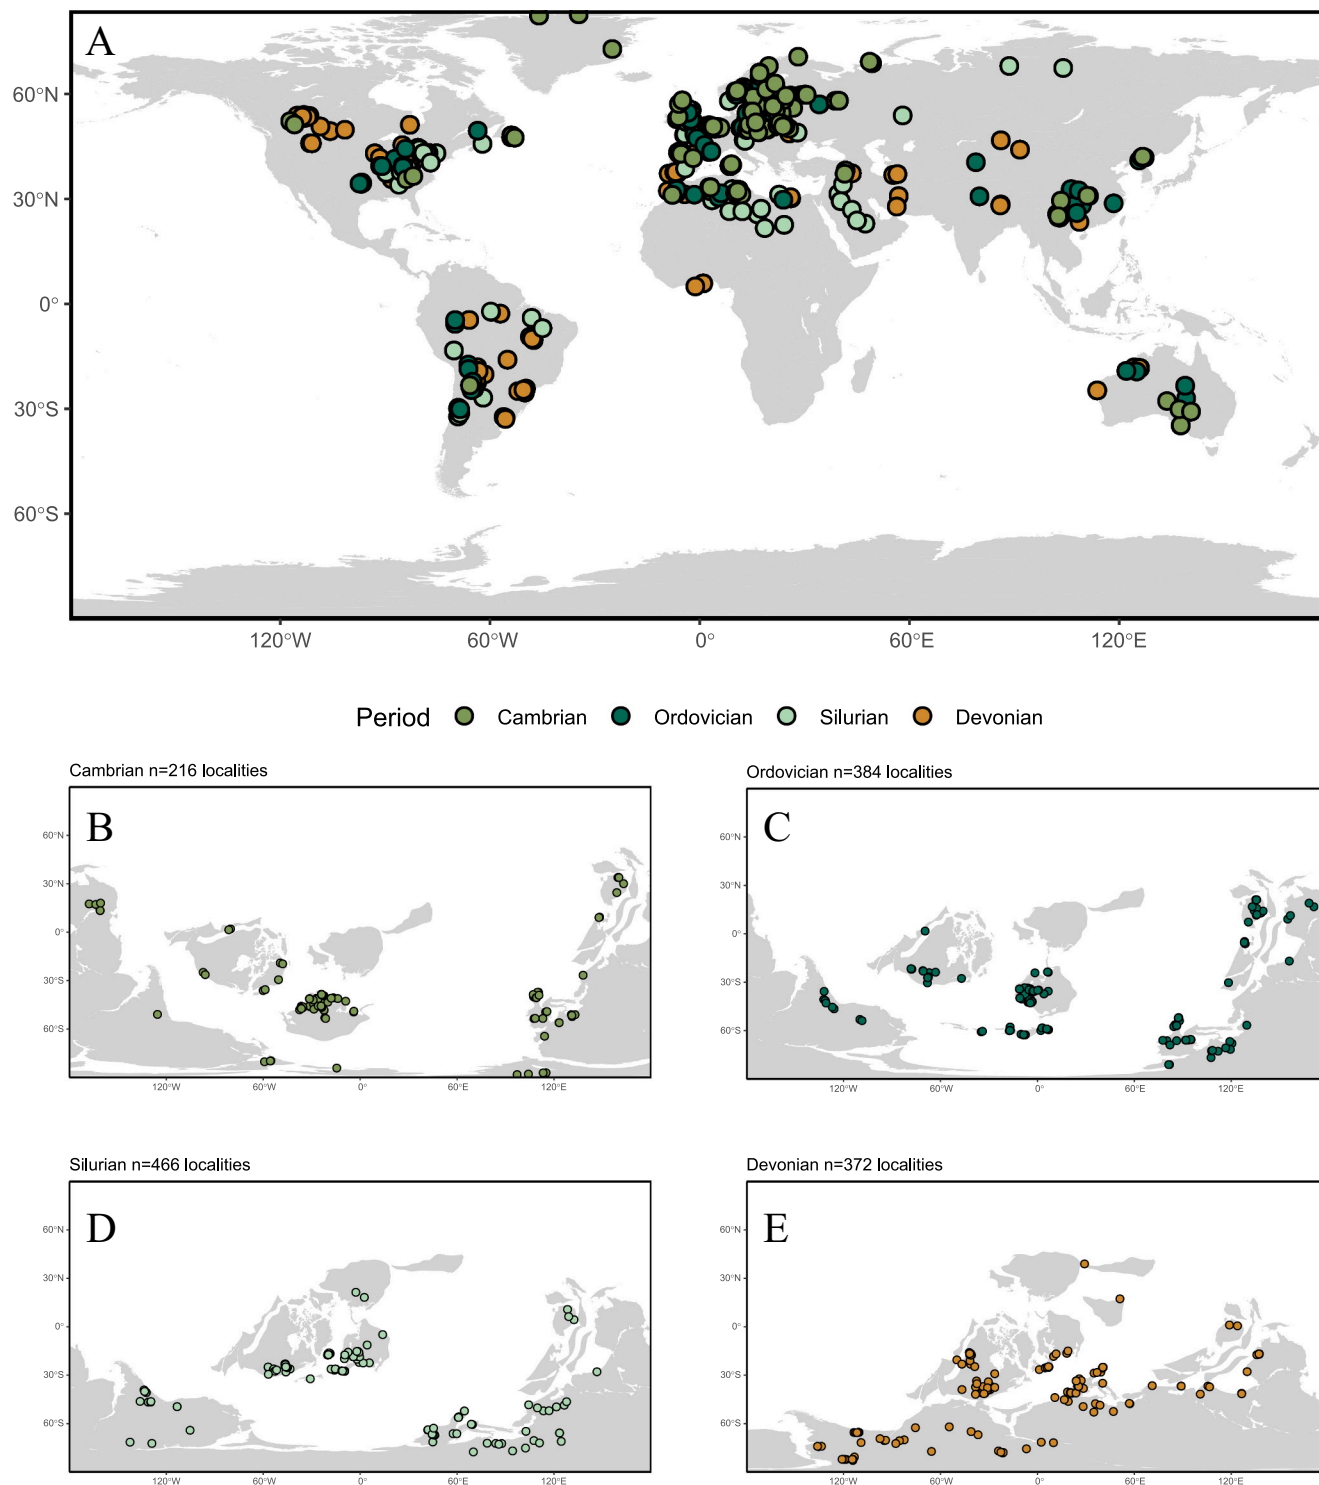 A
60°N
30°N
0°
30°S
60°S
120°W 60°W 0° 60°E 120°E
Period Cambrian Ordovician Silurian Devonian
Cambrian n=216 localities
B
60°N
30°N
0°
30°S
60°S
120°W 60°W 0° 60°E 120°E
Ordovician n=384 localities
C
60°N
30°N
0°
30°S
60°S
120°W 60°W 0° 60°E 120°E
Silurian n=466 localities
D
60°N
30°N
0°
30°S
60°S
120°W 60°W 0° 60°E 120°E
Devonian n=372 localities
E
60°N
30°N
0°
30°S
60°S
120°W 60°W 0° 60°E 120°E